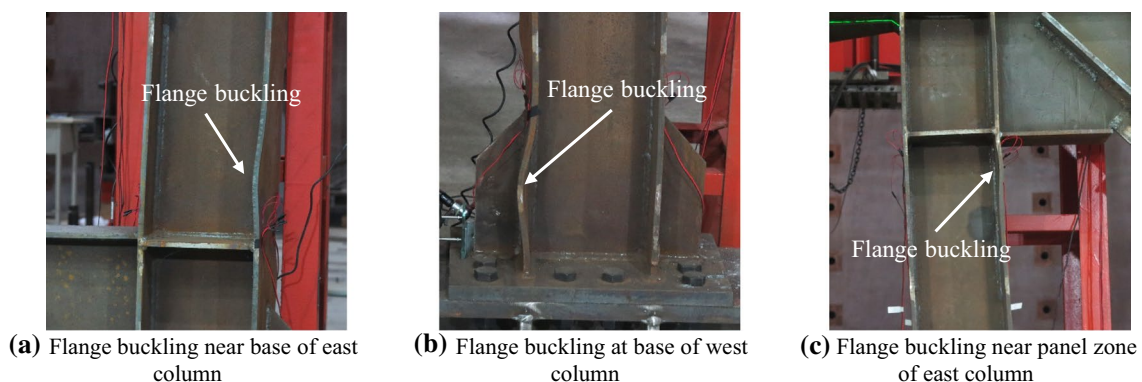 Flange buckling
Flange buckling
Flange buckling
(a) Flange buckling near base of east
column
(b) Flange buckling at base of west
column
(c) Flange buckling near panel zone
of east column